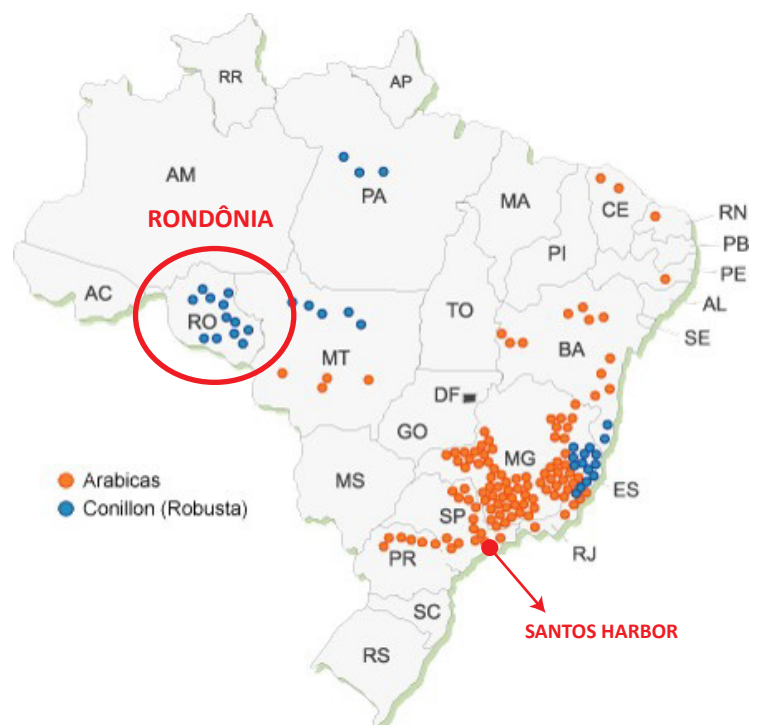 RR
AP
AM
PA
MA
CE
RN
RONDÔNIA
PI
PB
PE
AC
TO
AL
RO
BA
SE
MT
DF
GO
MG
MS
Arabicas
Conillon (Robusta)
ES
SP
RJ
PR
SC
SANTOS HARBOR
RS